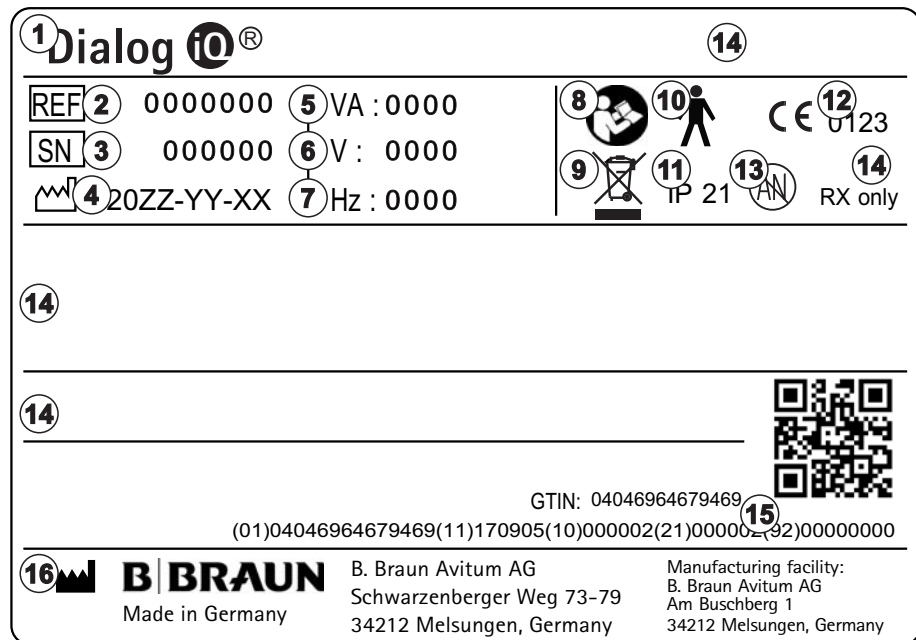 1 Dialog iQ® 14
REF 2 0000000 5 VA : 0000 8 10 CE 12 0123
SN 3 000000 6 V : 0000
4 20ZZ-YY-XX 7 Hz : 0000 9 11 IP 21 13 AN 14 RX only
14
14
GTIN: 04046964679469
15
(01)04046964679469(11)170905(10)000002(21)000002(92)00000000
16 B|BRAUN
Made in Germany
B. Braun Avitum AG
Schwarzenberger Weg 73-79
34212 Melsungen, Germany
Manufacturing facility:
B. Braun Avitum AG
Am Buschberg 1
34212 Melsungen, Germany